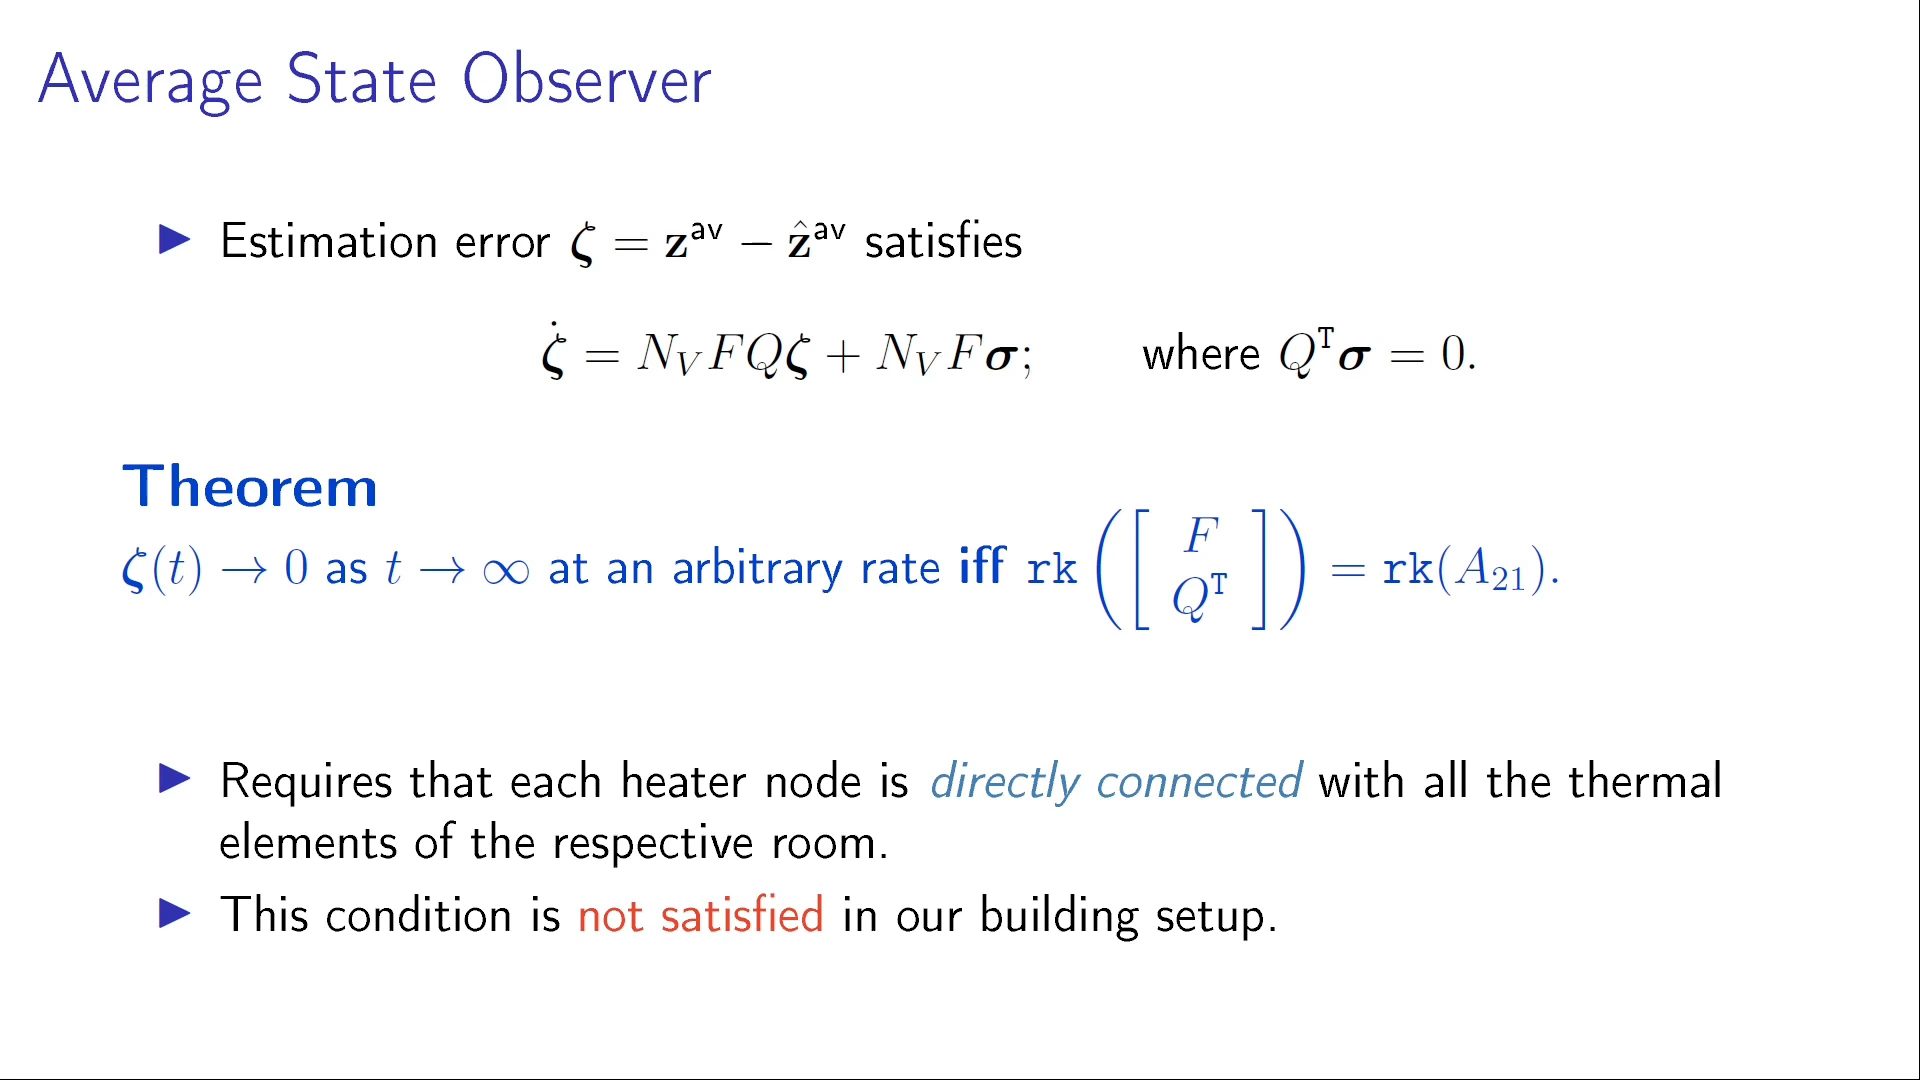 Average State Observer
▶ Estimation error ζ = z^av − ẑ^av satisfies
ζ̇ = N_V F Q ζ + N_V F σ; where Q^T σ = 0.
Theorem
ζ(t) → 0 as t → ∞ at an arbitrary rate iff rk([F; Q^T]) = rk(A_21).
▶ Requires that each heater node is directly connected with all the thermal
elements of the respective room.
▶ This condition is not satisfied in our building setup.